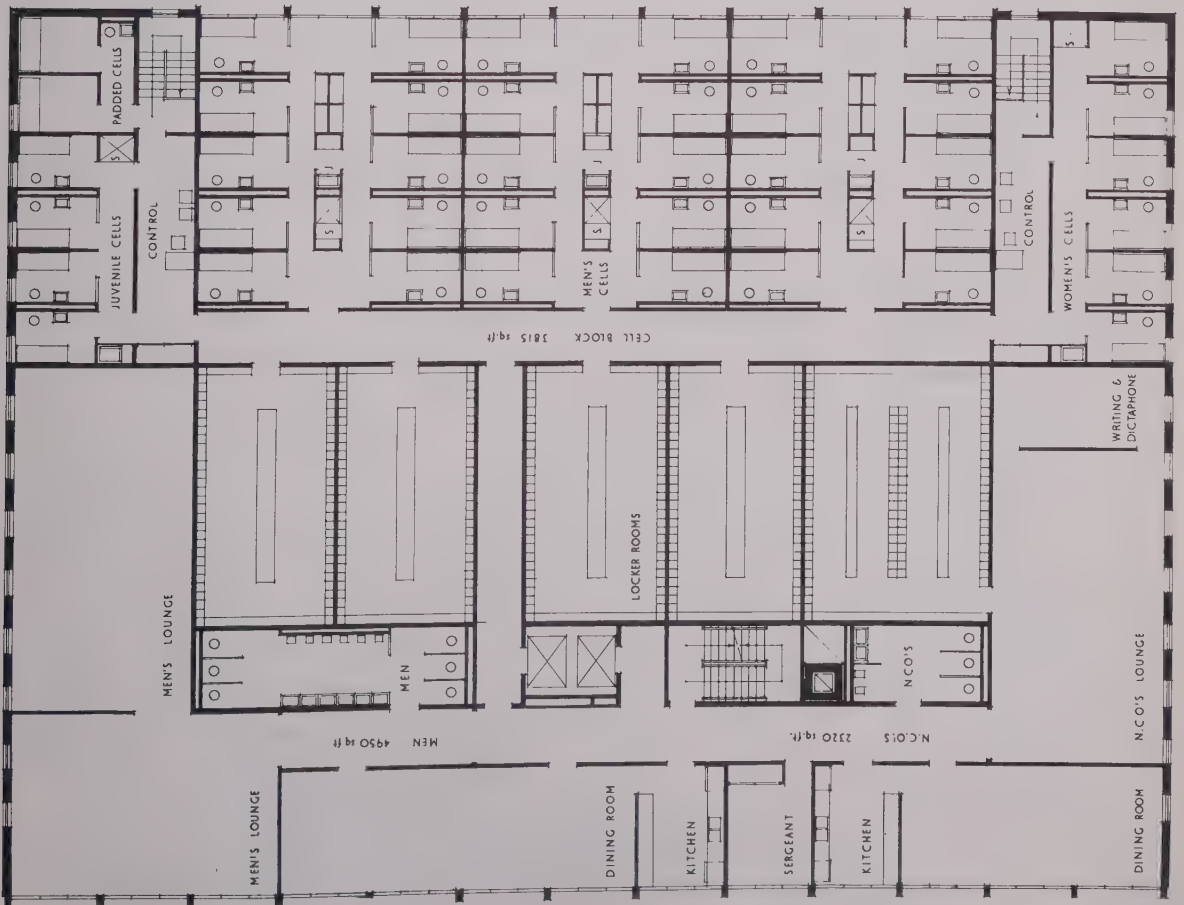 PADDED CELLS
S
JUVENILE CELLS
CONTROL
J
S
MEN'S
CELLS
J
S
J
S
CONTROL
S
WOMEN'S CELLS
CELL BLOCK 3815 sq.ft
WRITING &
DICTAPHONE
LOCKER ROOMS
MEN'S LOUNGE
MEN
NCO'S
N.C O'S LOUNGE
MEN 4950 sq.ft
N.C.O'.S 2320 sq.ft.
MEN'S LOUNGE
DINING ROOM
KITCHEN
SERGEANT
KITCHEN
DINING ROOM